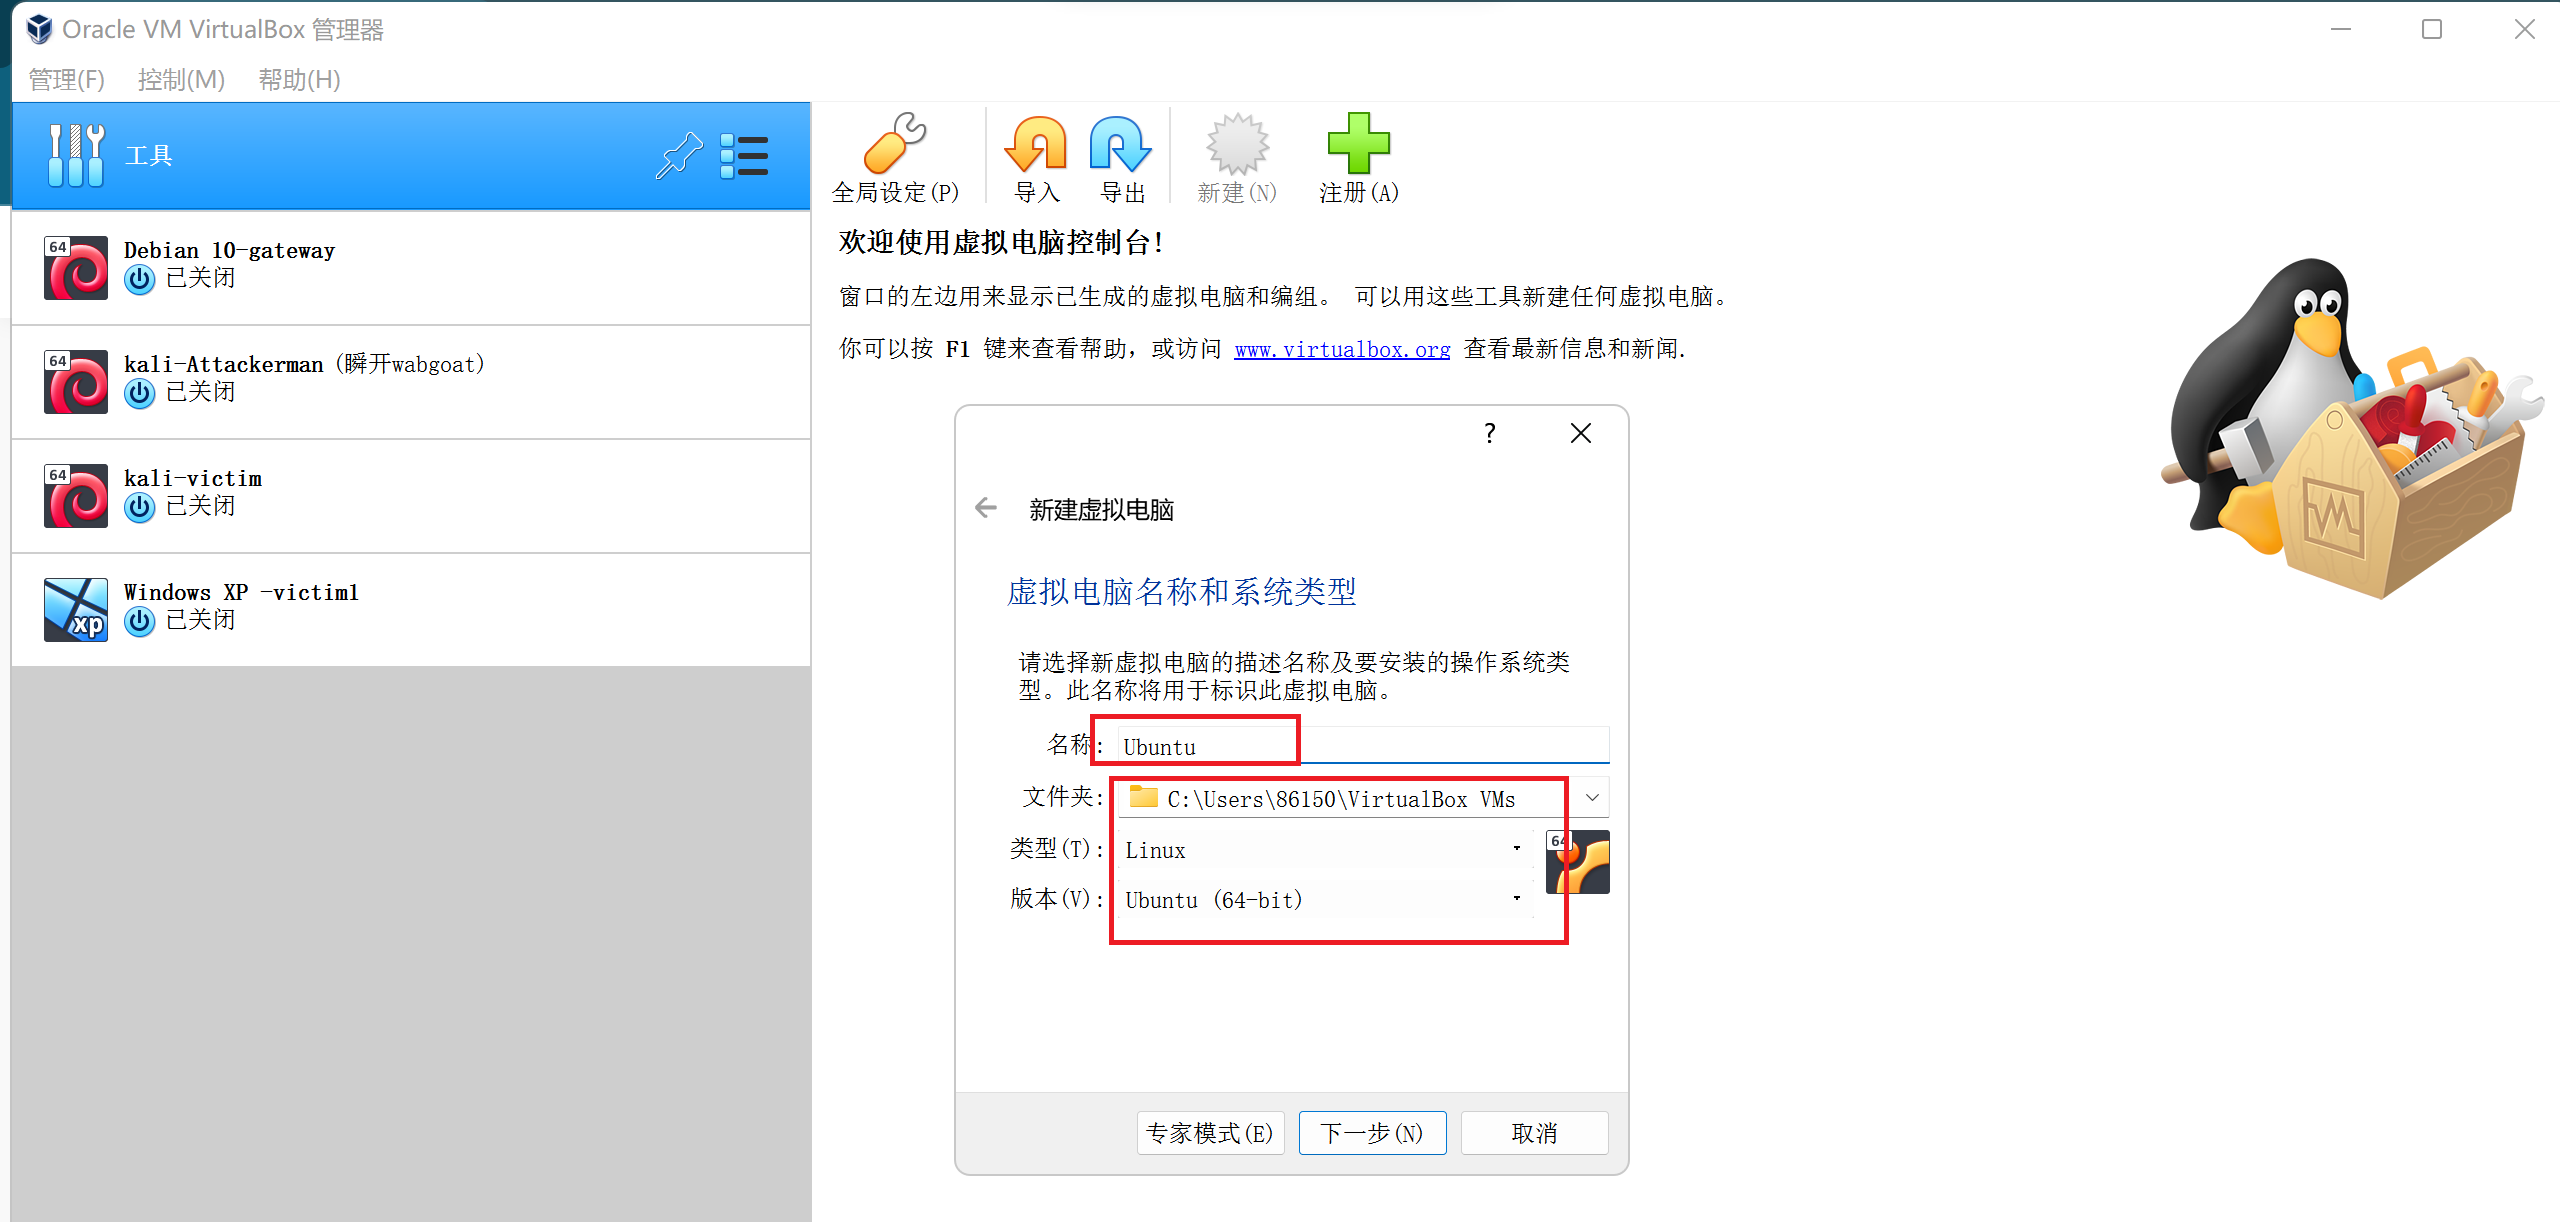 Oracle VM VirtualBox 管理器
管理(F) 控制(M) 帮助(H)
工具
全局设定(P) 导入 导出 新建(N) 注册(A)
64 Debian 10-gateway
已关闭
64 kali-Attackerman (瞬开wabgoat)
已关闭
64 kali-victim
已关闭
Windows XP -victim1
xp 已关闭
欢迎使用虚拟电脑控制台!
窗口的左边用来显示已生成的虚拟电脑和编组。 可以用这些工具新建任何虚拟电脑。
你可以按 F1 键来查看帮助，或访问 www.virtualbox.org 查看最新信息和新闻.
?
新建虚拟电脑
虚拟电脑名称和系统类型
请选择新虚拟电脑的描述名称及要安装的操作系统类
型。此名称将用于标识此虚拟电脑。
名称: Ubuntu
文件夹: C:\Users\86150\VirtualBox VMs
类型(T): Linux
64
版本(V): Ubuntu (64-bit)
专家模式(E) 下一步(N) 取消